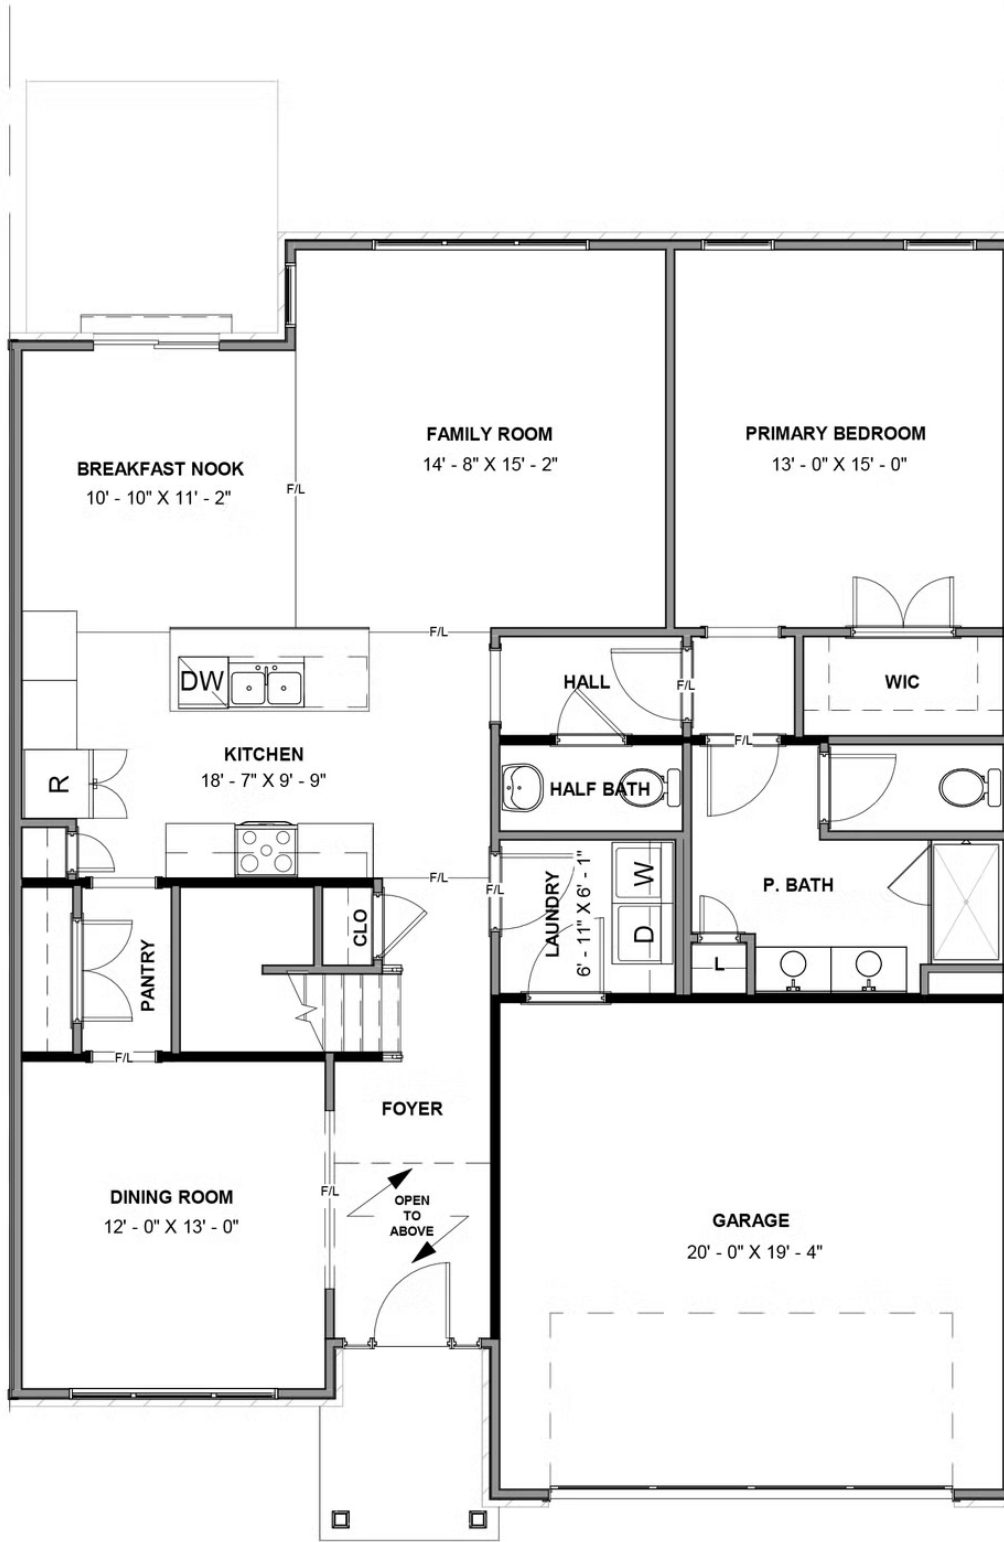 FAMILY ROOM
14' - 8" X 15' - 2"
PRIMARY BEDROOM
13' - 0" X 15' - 0"
BREAKFAST NOOK
10' - 10" X 11' - 2"
F/L
F/L
DW
HALL
F/L
WIC
F/L
KITCHEN
18' - 7" X 9' - 9"
R
HALF BATH
F/L
F/L
LAUNDRY
6' - 11" X 6' - 1"
W
D
P. BATH
L
CLO
PANTRY
F/L
FOYER
DINING ROOM
12' - 0" X 13' - 0"
F/L
OPEN
TO
ABOVE
GARAGE
20' - 0" X 19' - 4"